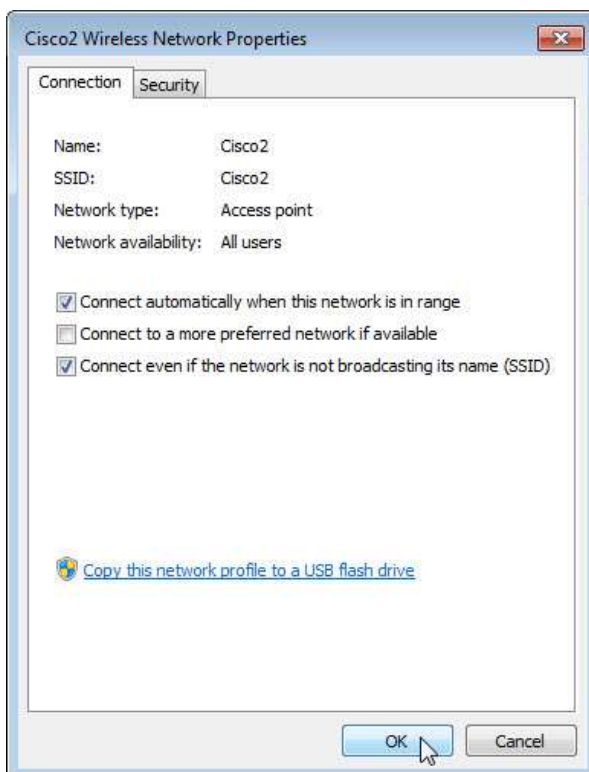 Cisco2 Wireless Network Properties
Connection Security
Name: Cisco2
SSID: Cisco2
Network type: Access point
Network availability: All users
Connect automatically when this network is in range
Connect to a more preferred network if available
Connect even if the network is not broadcasting its name (SSID)
Copy this network profile to a USB flash drive
OK Cancel